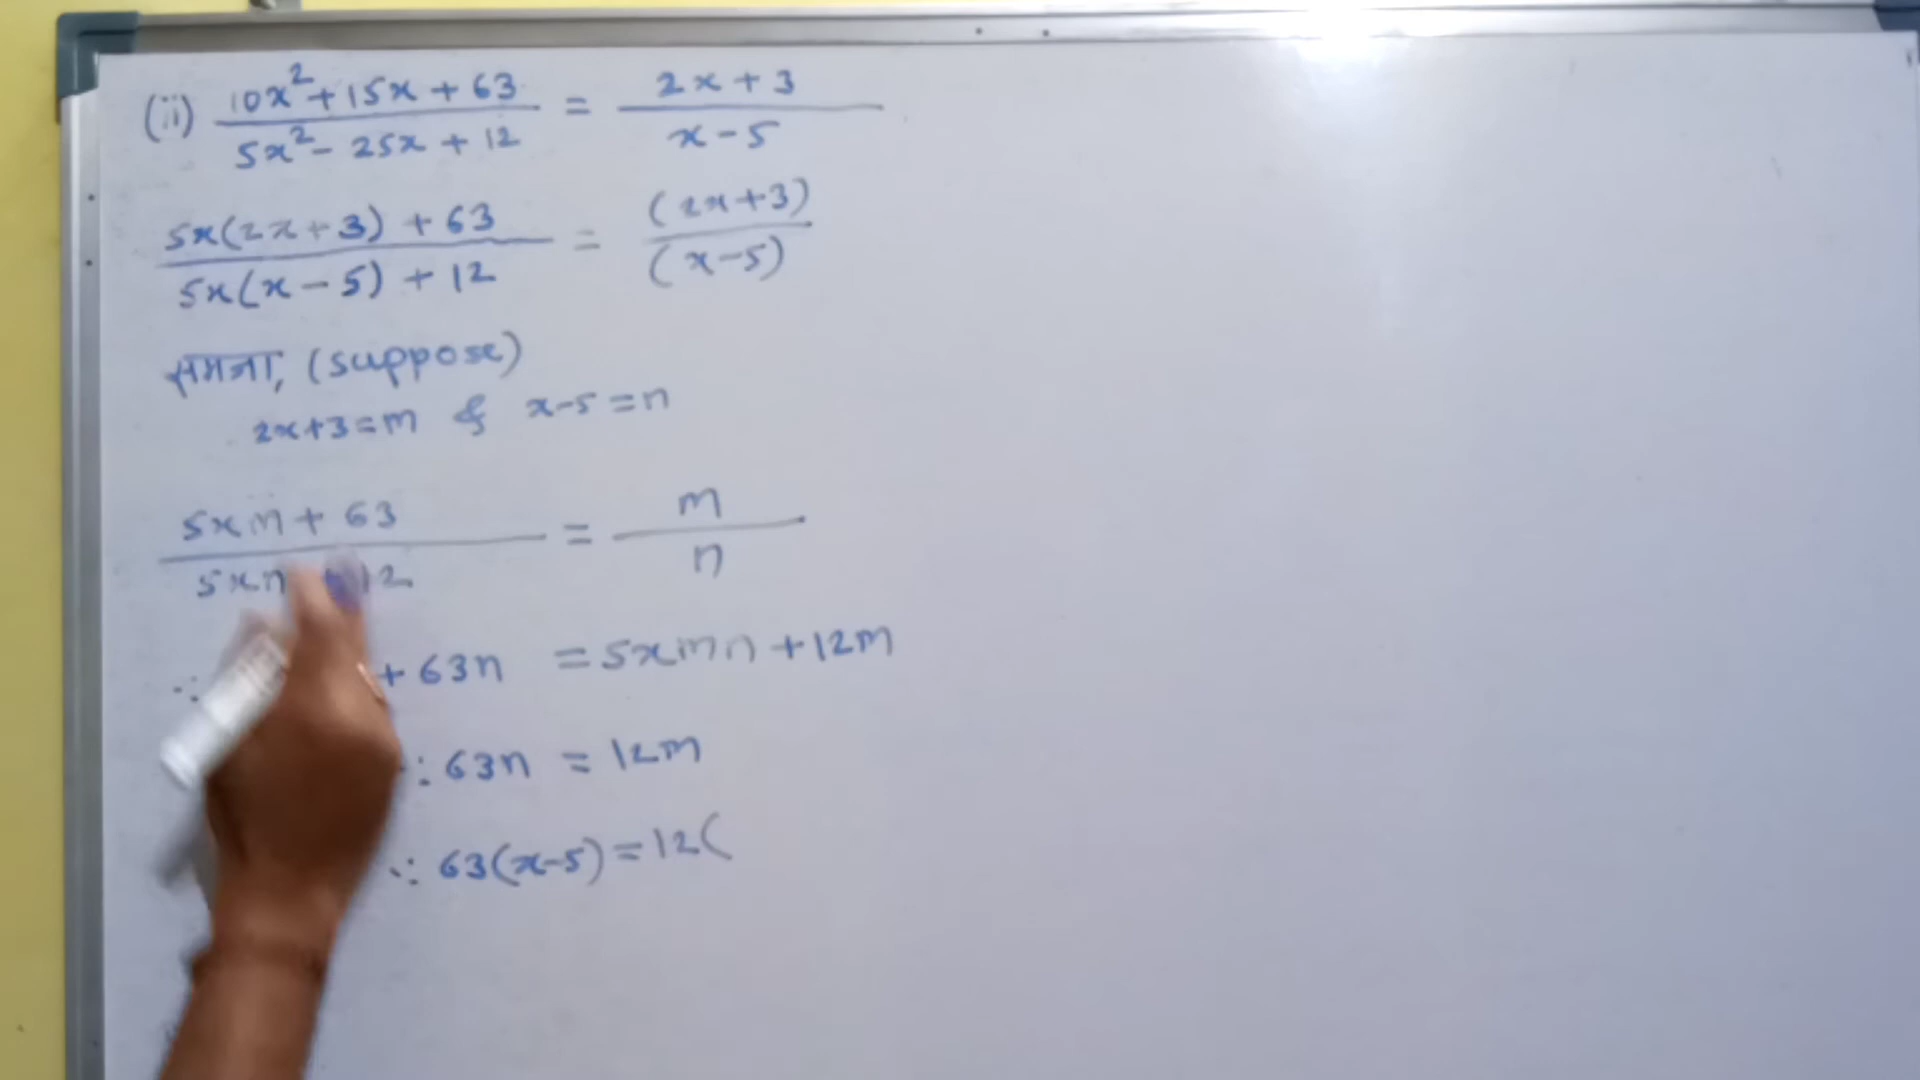 (ii) 10x²+15x+63 / 5x²-25x+12 = 2x+3 / x-5
5x(2x+3)+63 / 5x(x-5)+12 = (2x+3) / (x-5)
(suppose)
2x+3=m & x-5=n
5xm+63 / 5xn 12 = m / n
+63n =5xmn+12m
∴ 63n = 12m
∴ 63(x-5)=12(